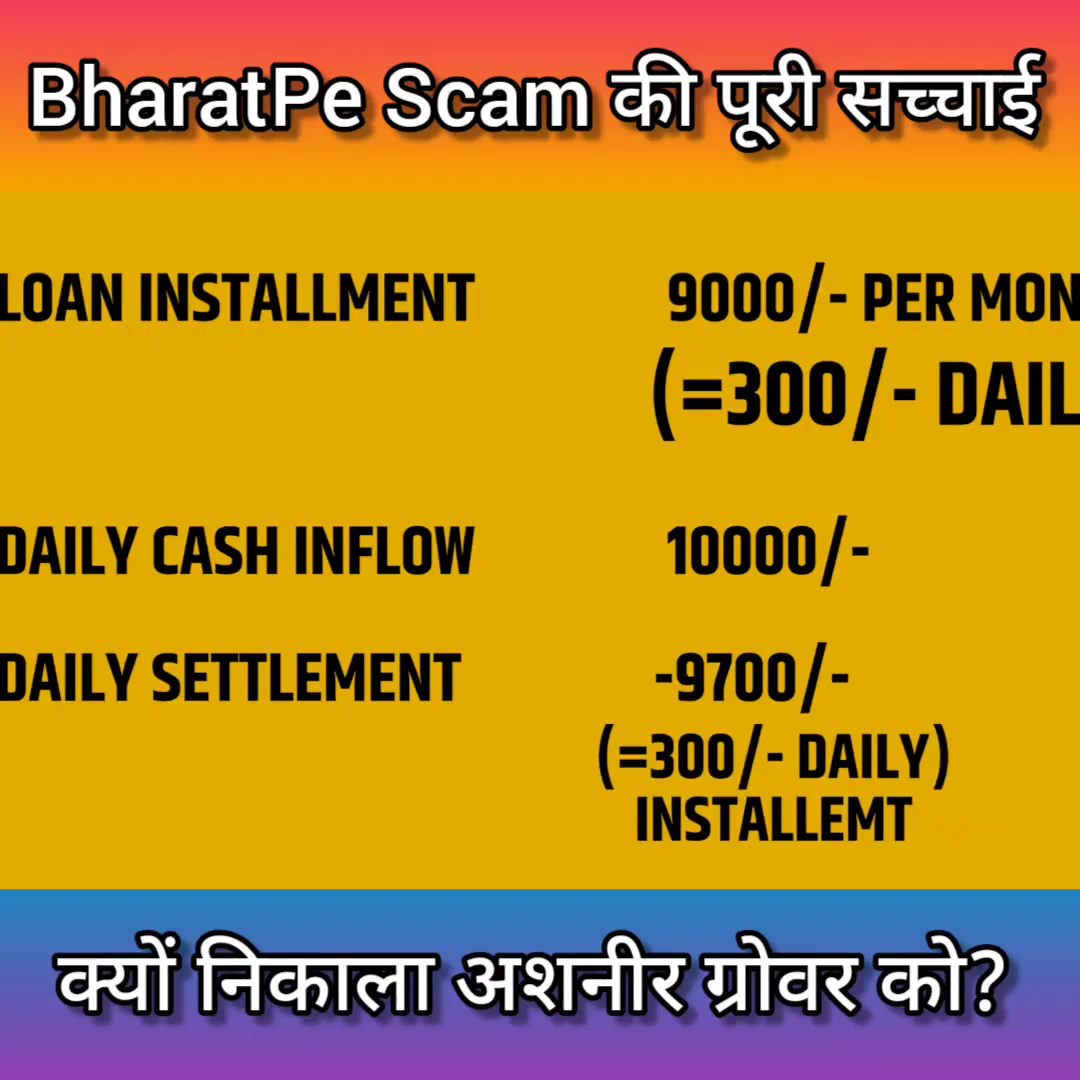 BharatPe Scam की पूरी सच्चाई
LOAN INSTALLMENT 9000/- PER MON
(=300/- DAIL
DAILY CASH INFLOW 10000/-
DAILY SETTLEMENT -9700/-
(=300/- DAILY)
INSTALLEMT
क्यों निकाला अशनीर ग्रोवर को?